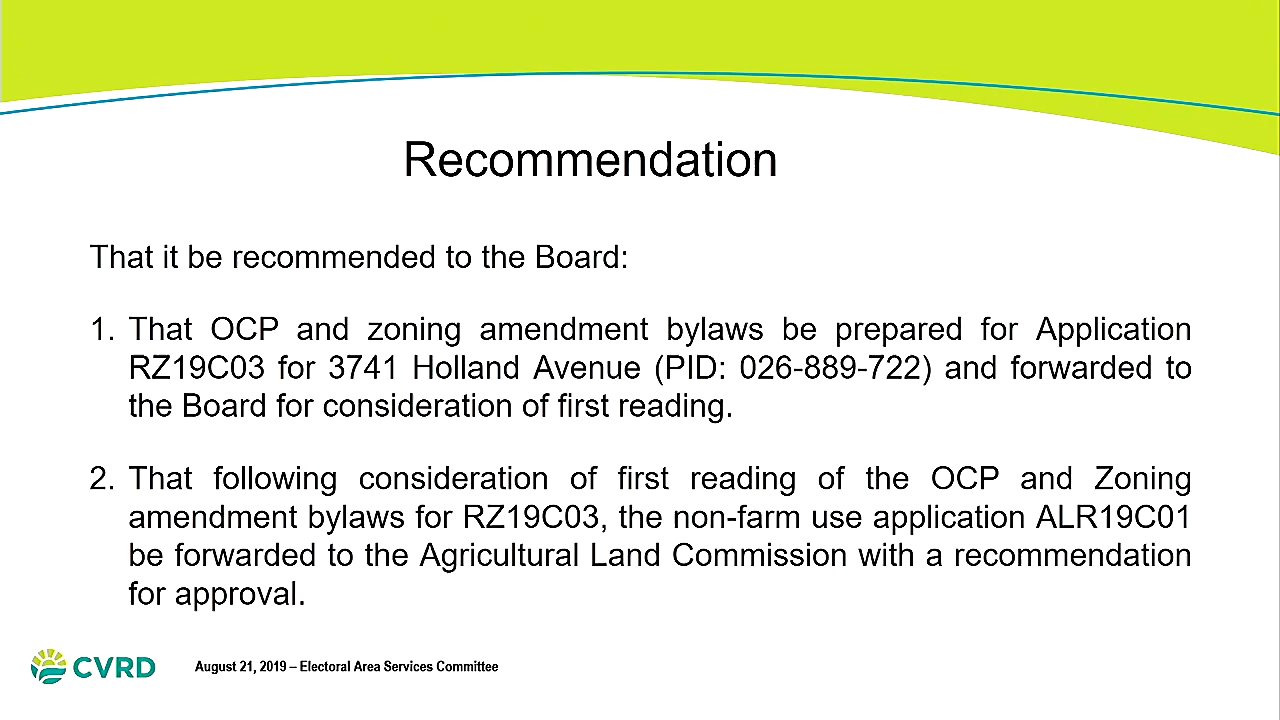 Recommendation
That it be recommended to the Board:
1. That OCP and zoning amendment bylaws be prepared for Application
RZ19C03 for 3741 Holland Avenue (PID: 026-889-722) and forwarded to
the Board for consideration of first reading.
2. That following consideration of first reading of the OCP and Zoning
amendment bylaws for RZ19C03, the non-farm use application ALR19C01
be forwarded to the Agricultural Land Commission with a recommendation
for approval.
CVRD
August 21, 2019 – Electoral Area Services Committee